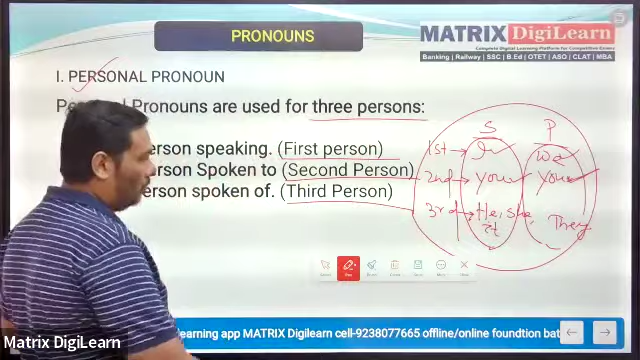 PRONOUNS
MATRIX DigiLearn
Complete Digital Learning Platform for Competitive Exams
Banking | Railway | SSC | B.Ed | OTET | ASO | CLAT | MBA
I. PERSONAL PRONOUN
Pronouns are used for three persons:
erson speaking. (First person)
erson Spoken to (Second Person)
erson spoken of. (Third Person)
S P
1st → We
2nd → you you
3rd → He, she, They
it
Matrix DigiLearn
earning app MATRIX Digilearn cell-9238077665 offline/online foundtion bat